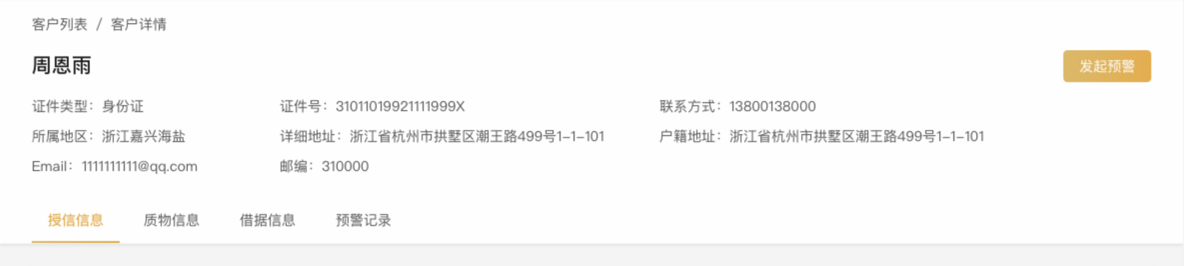 客户列表 / 客户详情
周恩雨
发起预警
证件类型：身份证 证件号：31011019921111999X 联系方式：13800138000
所属地区：浙江嘉兴海盐 详细地址：浙江省杭州市拱墅区潮王路499号1-1-101 户籍地址：浙江省杭州市拱墅区潮王路499号1-1-101
Email：1111111111@qq.com 邮编：310000
授信信息 质物信息 借据信息 预警记录